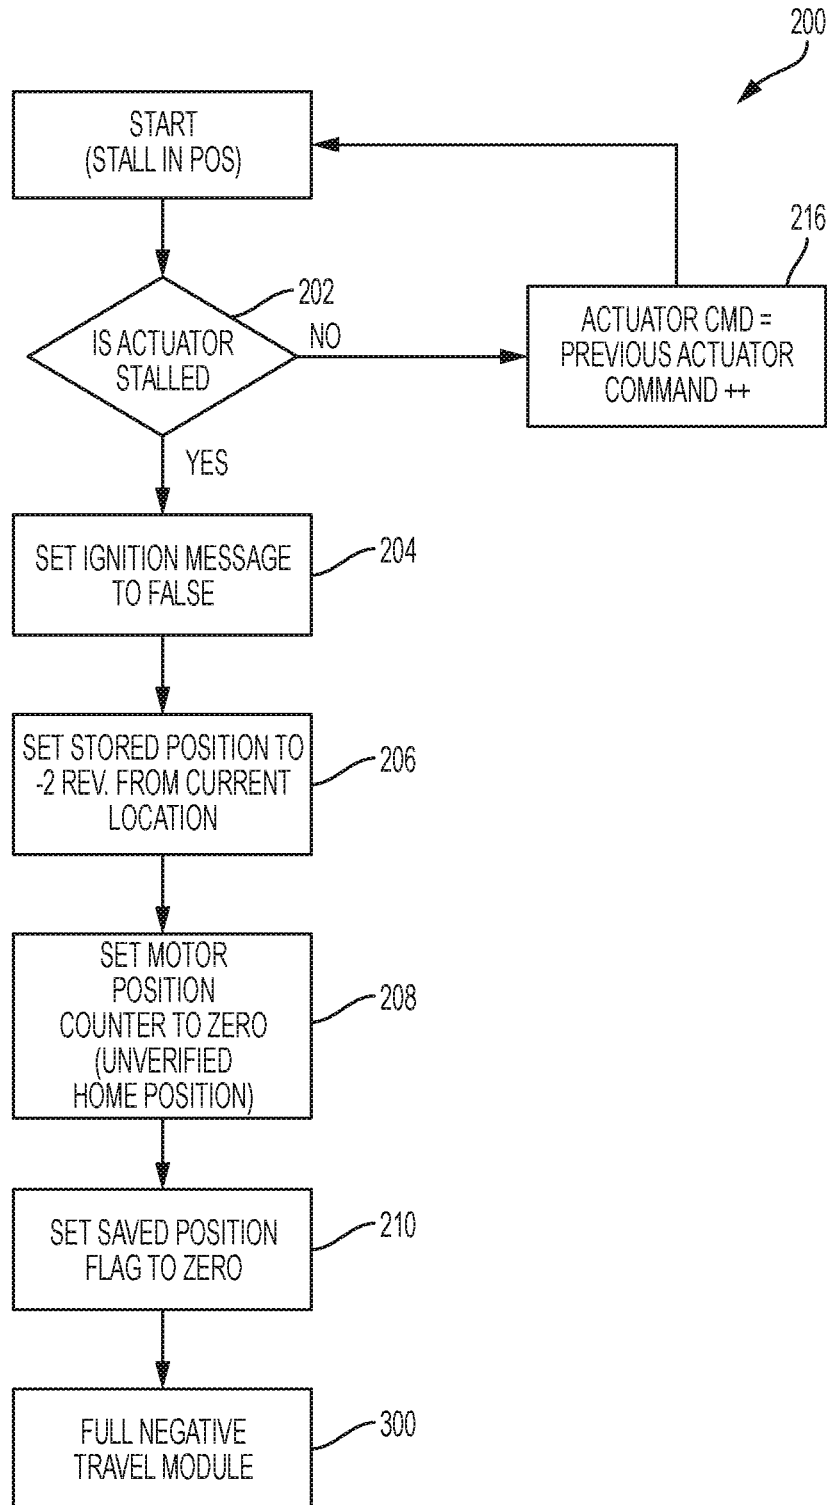 200
START
(STALL IN POS)
216
202
IS ACTUATOR
STALLED
NO
ACTUATOR CMD =
PREVIOUS ACTUATOR
COMMAND ++
YES
SET IGNITION MESSAGE
TO FALSE
204
SET STORED POSITION TO
-2 REV. FROM CURRENT
LOCATION
206
SET MOTOR
POSITION
COUNTER TO ZERO
(UNVERIFIED
HOME POSITION)
208
SET SAVED POSITION
FLAG TO ZERO
210
FULL NEGATIVE
TRAVEL MODULE
300